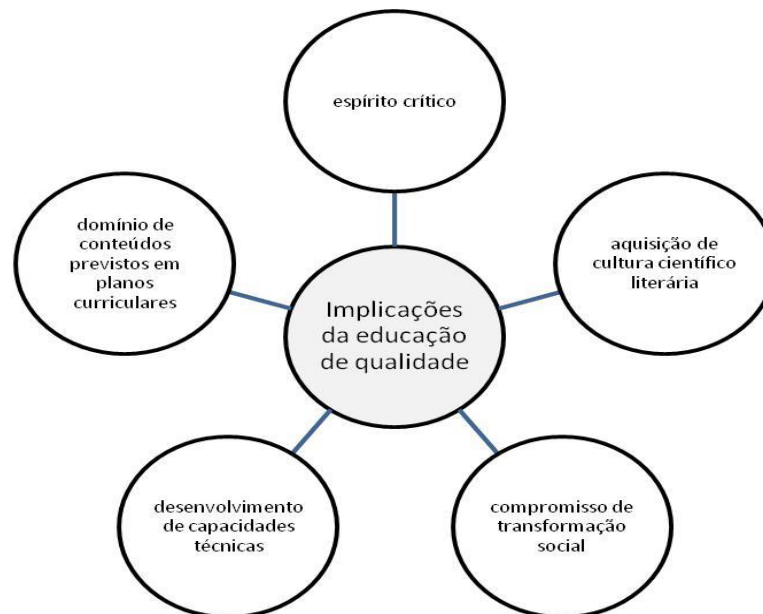 espírito crítico
domínio de
conteúdos
previstos em
planos
curriculares
aquisição de
cultura científico
literária
Implicações
da educação
de qualidade
desenvolvimento
de capacidades
técnicas
compromisso de
transformação
social